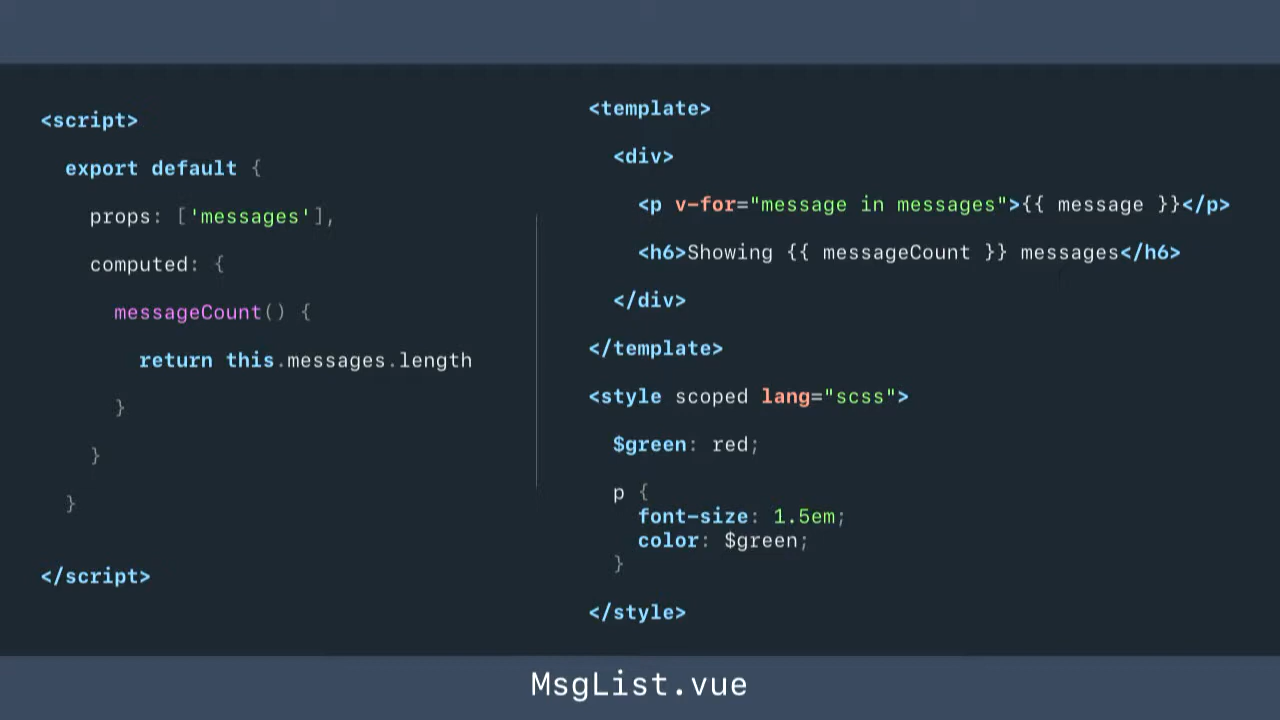 <script>
export default {
props: ['messages'],
computed: {
messageCount() {
return this.messages.length
}
}
}
</script>
<template>
<div>
<p v-for="message in messages">{{ message }}</p>
<h6>Showing {{ messageCount }} messages</h6>
</div>
</template>
<style scoped lang="scss">
$green: red;
p {
font-size: 1.5em;
color: $green;
}
</style>
MsgList.vue